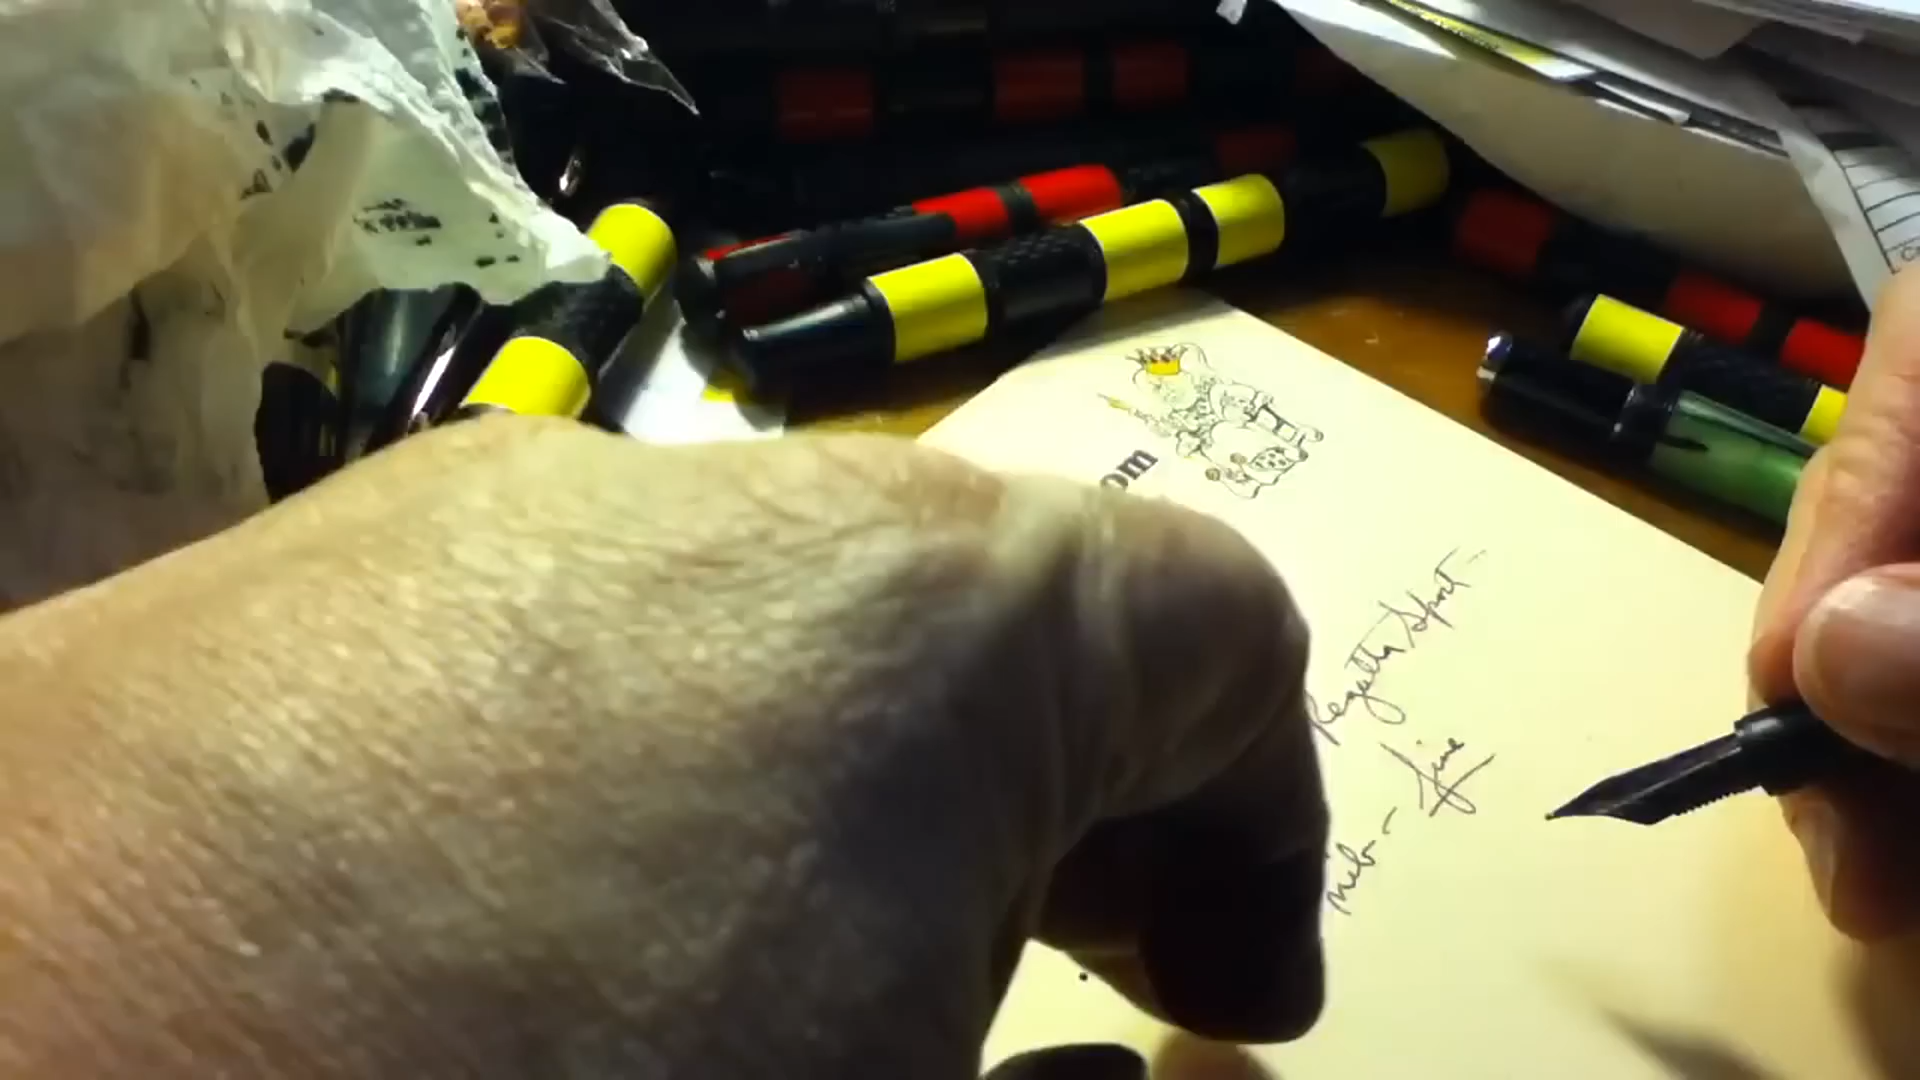 om
Regatta Sport -
nib - fine